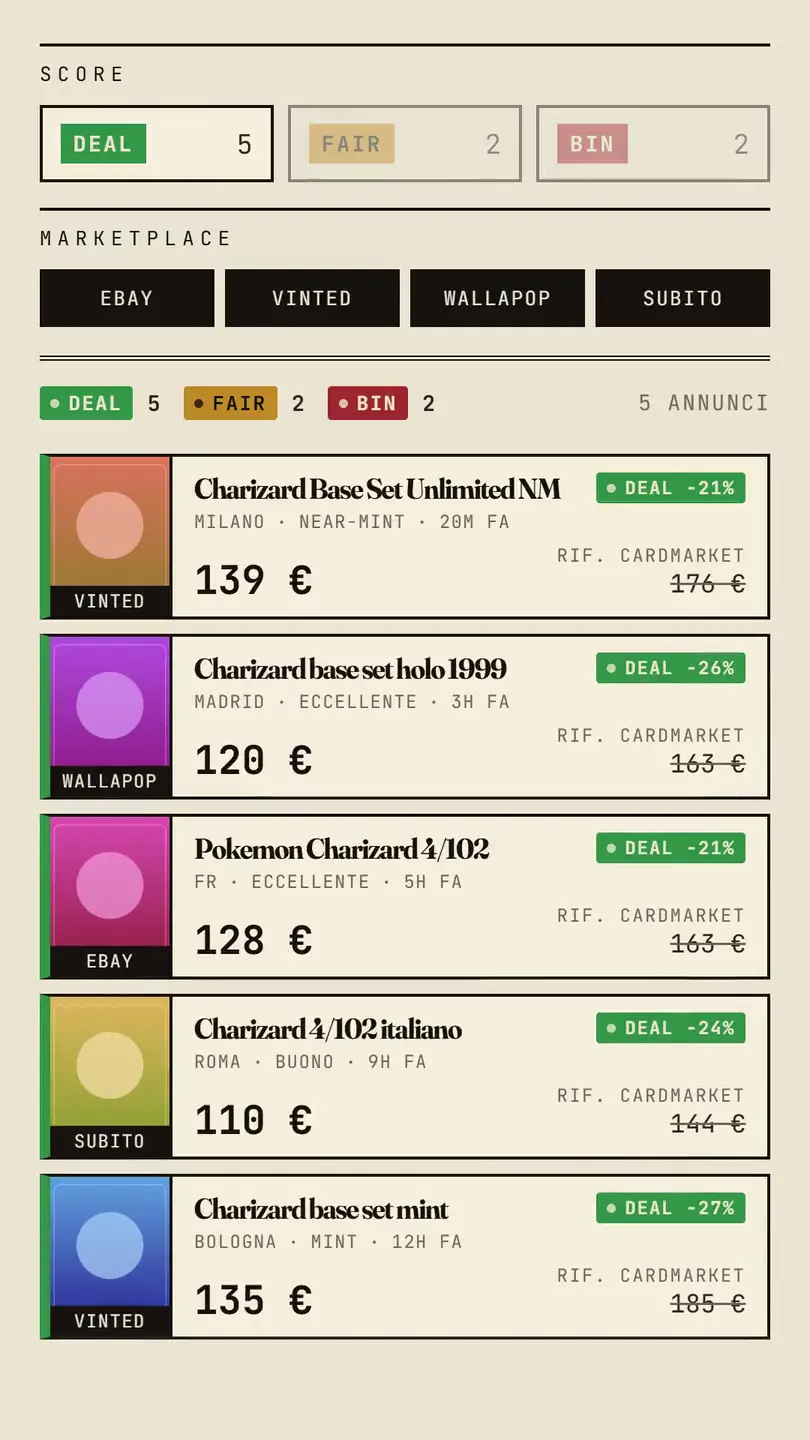 SCORE
DEAL 5 FAIR 2 BIN 2
MARKETPLACE
EBAY VINTED WALLAPOP SUBITO
DEAL 5 FAIR 2 BIN 2 5 ANNUNCI
Charizard Base Set Unlimited NM DEAL -21%
MILANO · NEAR-MINT · 20M FA
RIF. CARDMARKET
139 € 176 €
VINTED
Charizard base set holo 1999 DEAL -26%
MADRID · ECCELLENTE · 3H FA
RIF. CARDMARKET
120 € 163 €
WALLAPOP
Pokemon Charizard 4/102 DEAL -21%
FR · ECCELLENTE · 5H FA
RIF. CARDMARKET
128 € 163 €
EBAY
Charizard 4/102 italiano DEAL -24%
ROMA · BUONO · 9H FA
RIF. CARDMARKET
110 € 144 €
SUBITO
Charizard base set mint DEAL -27%
BOLOGNA · MINT · 12H FA
RIF. CARDMARKET
135 € 185 €
VINTED